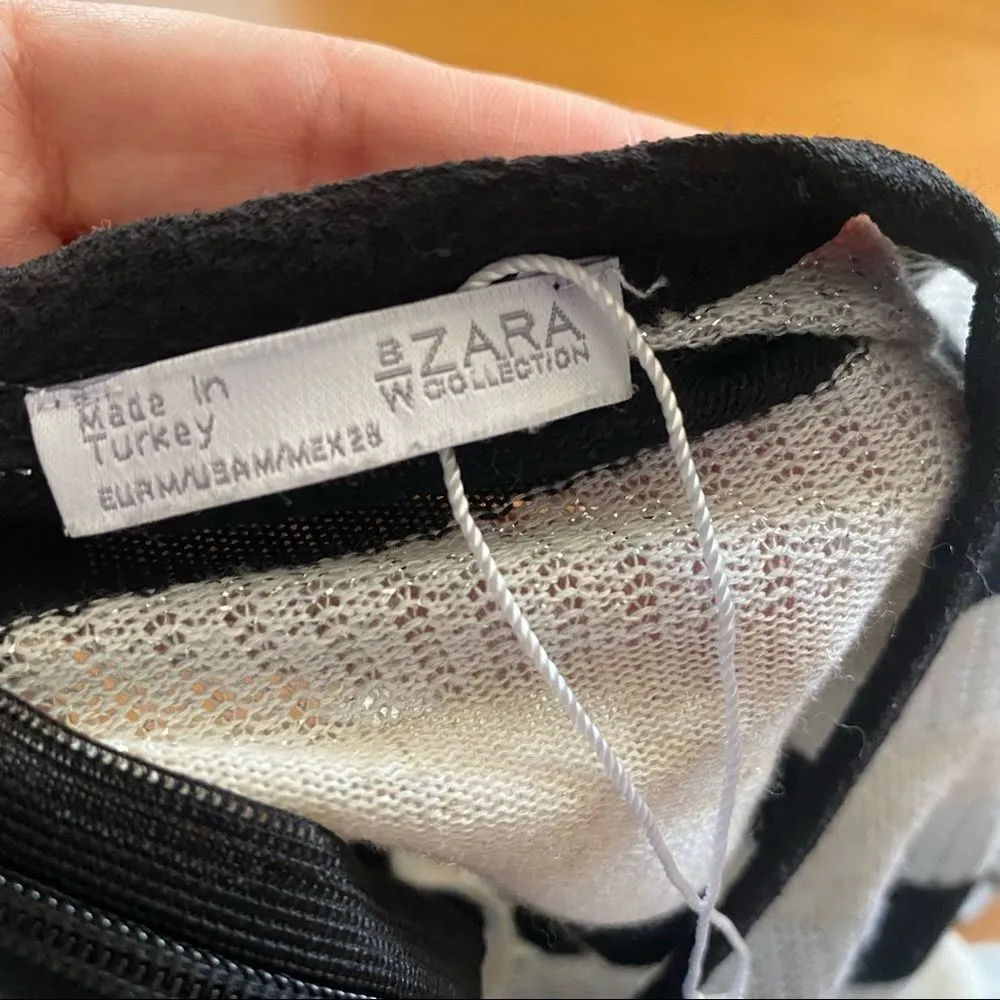 Made in
Turkey
EUR M/USA M/MEX 28
B/W ZARA
COLLECTION